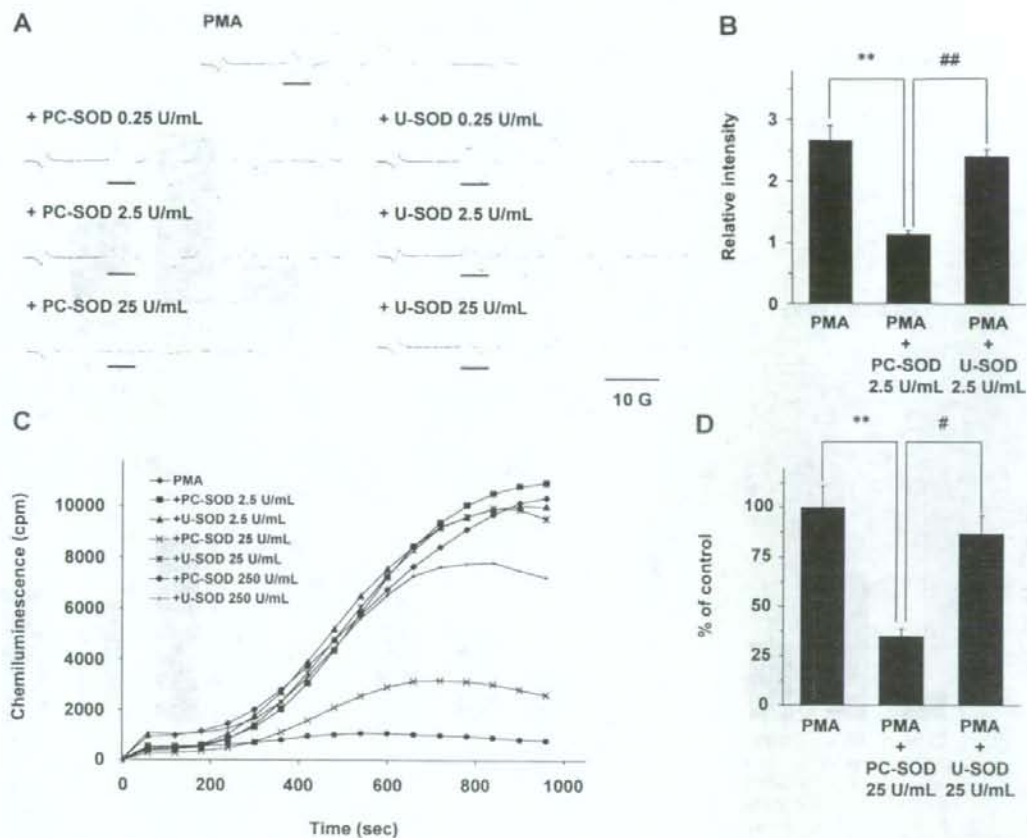 A
PMA
+ PC-SOD 0.25 U/mL
+ U-SOD 0.25 U/mL
+ PC-SOD 2.5 U/mL
+ U-SOD 2.5 U/mL
+ PC-SOD 25 U/mL
+ U-SOD 25 U/mL
10 G
B
**
##
Relative intensity
3
2
1
0
PMA
PMA
+
PC-SOD
2.5 U/mL
PMA
+
U-SOD
2.5 U/mL
C
Chemiluminescence (cpm)
10000
8000
6000
4000
2000
0
PMA
+PC-SOD 2.5 U/mL
+U-SOD 2.5 U/mL
+PC-SOD 25 U/mL
+U-SOD 25 U/mL
+PC-SOD 250 U/mL
+U-SOD 250 U/mL
0
200
400
600
800
1000
Time (sec)
D
**
#
% of control
100
75
50
25
0
PMA
PMA
+
PC-SOD
25 U/mL
PMA
+
U-SOD
25 U/mL